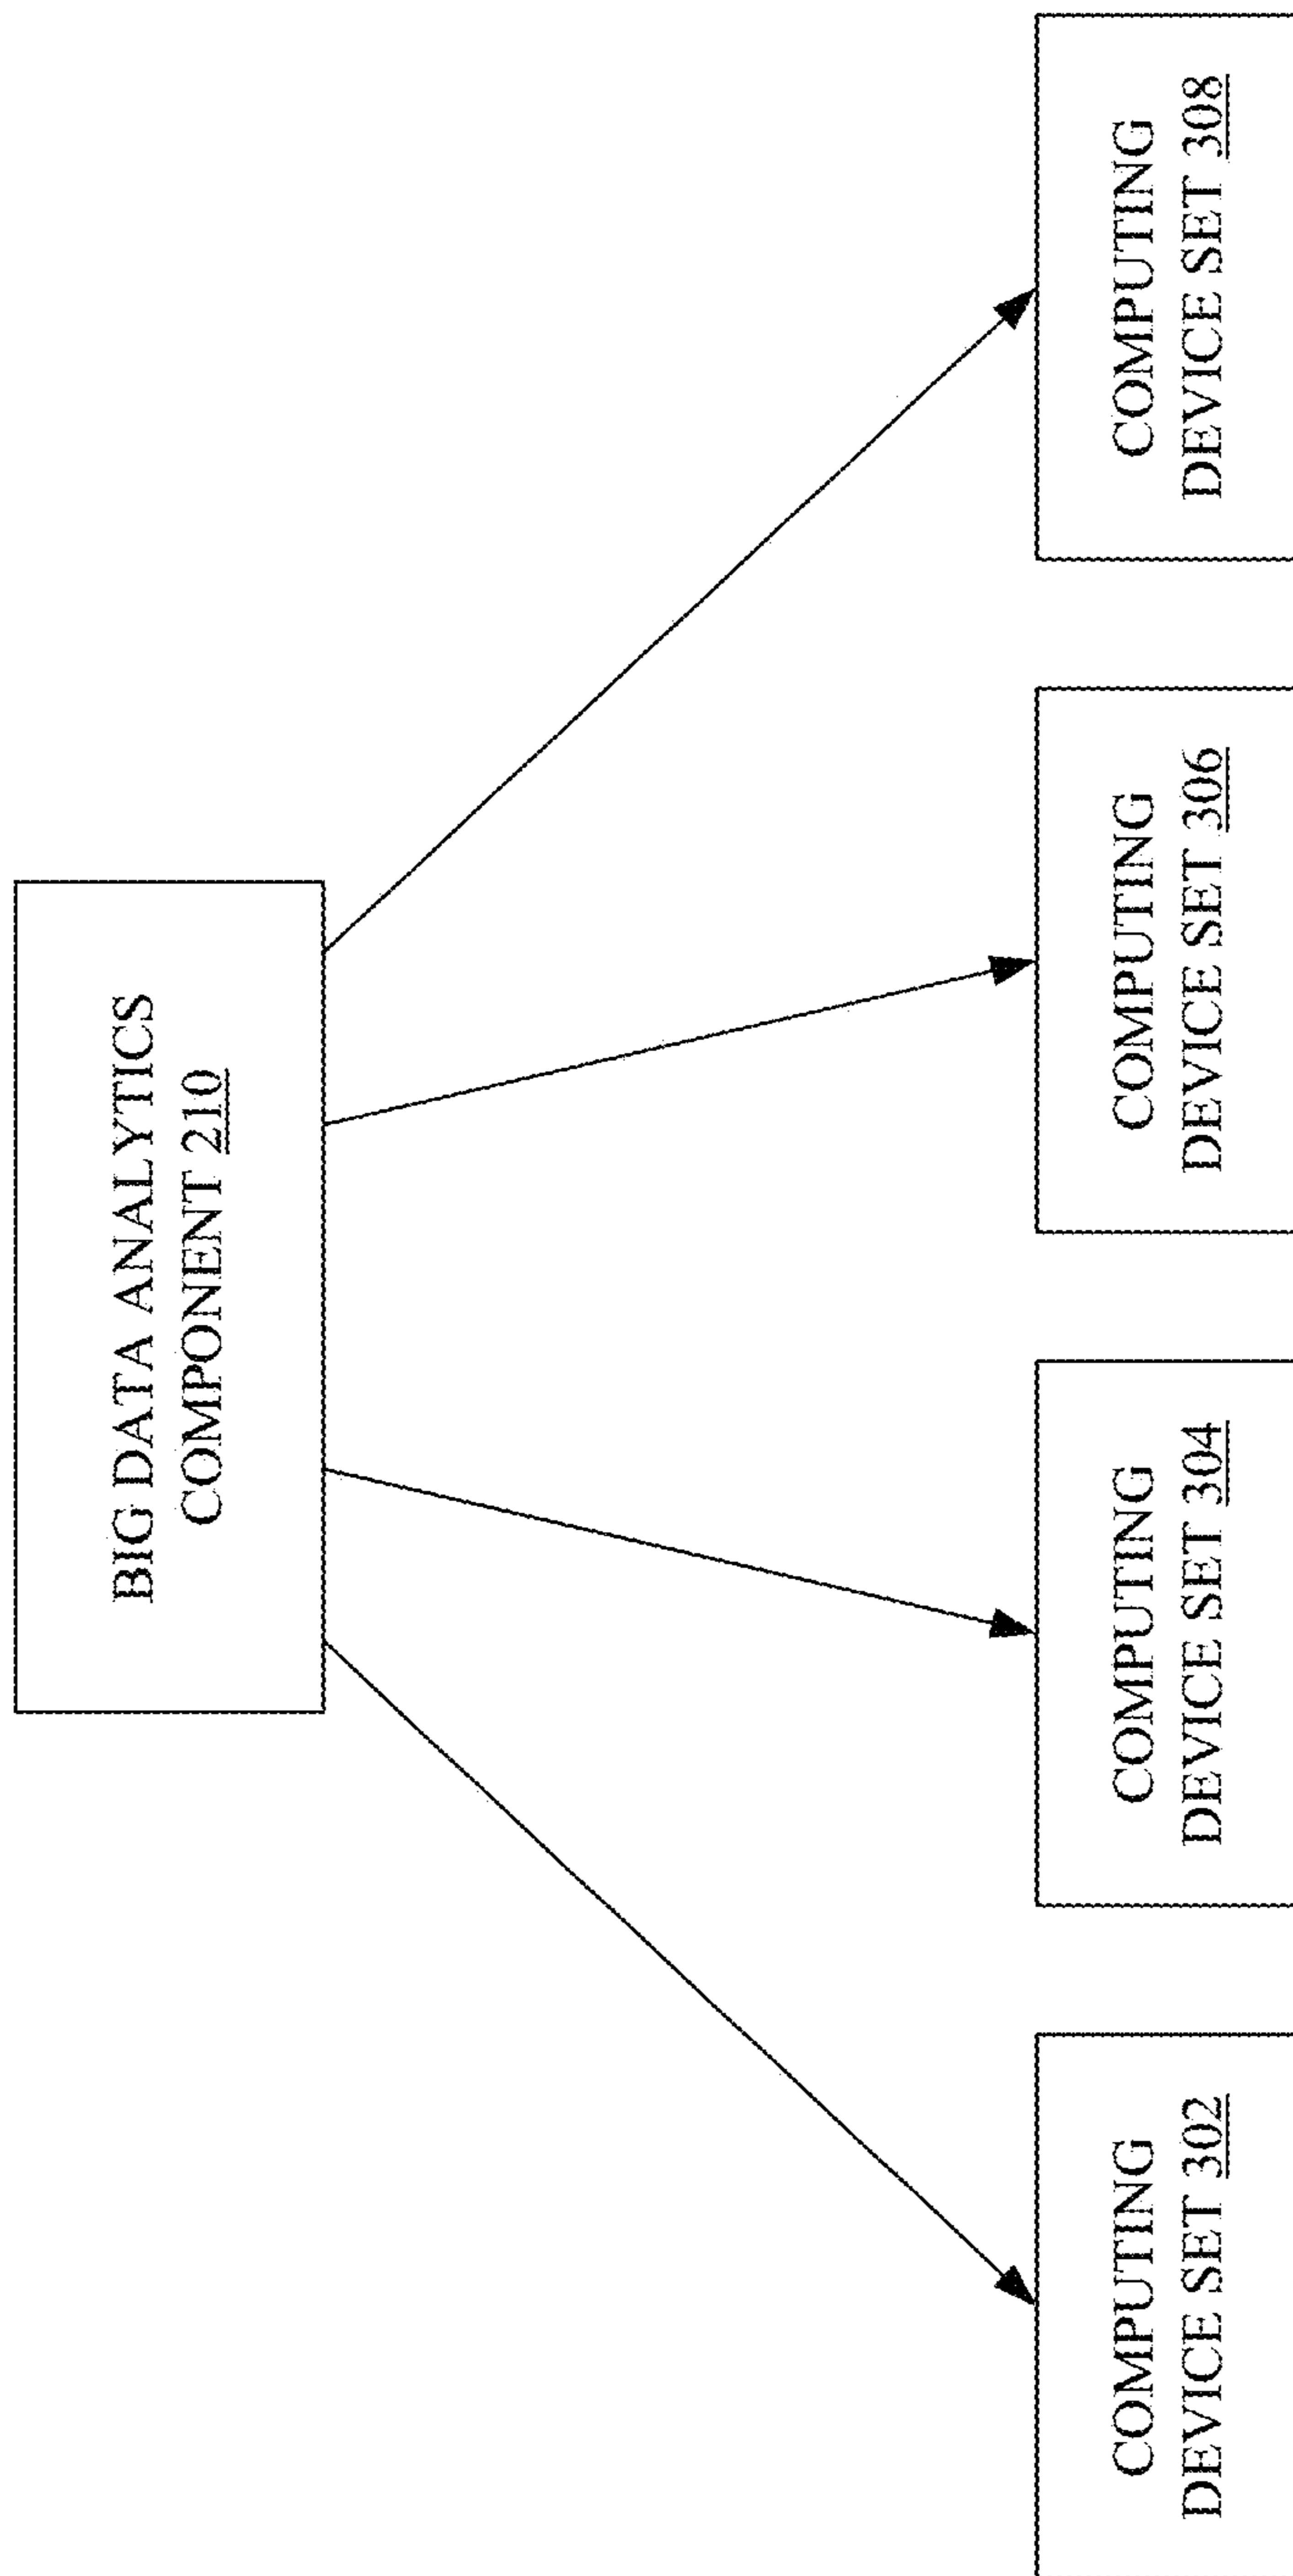 BIG DATA ANALYTICS
COMPONENT 210
COMPUTING
DEVICE SET 302
COMPUTING
DEVICE SET 304
COMPUTING
DEVICE SET 306
COMPUTING
DEVICE SET 308